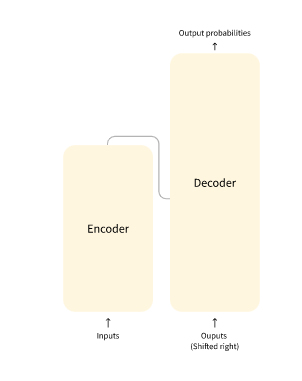 Output probabilities
Decoder
Encoder
Inputs
Ouputs
(Shifted right)